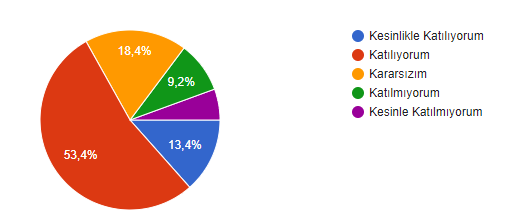 18,4%
9,2%
13,4%
53,4%
Kesinlikle Katılıyorum
Katılıyorum
Kararsızım
Katılmıyorum
Kesinle Katılmıyorum